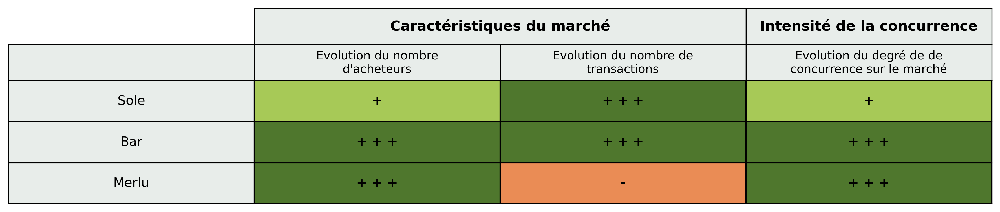 Caractéristiques du marché
Intensité de la concurrence
Evolution du nombre
d'acheteurs
Evolution du nombre de
transactions
Evolution du degré de de
concurrence sur le marché
Sole
+
+ + +
+
Bar
+ + +
+ + +
+ + +
Merlu
+ + +
-
+ + +